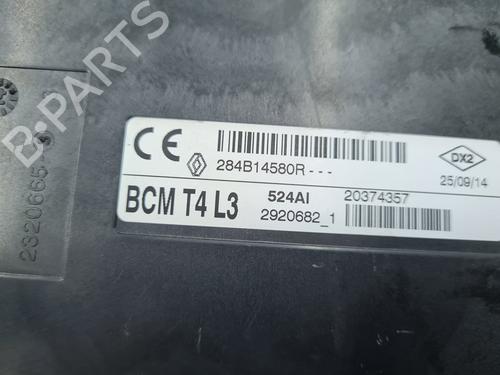 B-PARTS
CE
284B14580R---
DX2
25/09/14
BCM T4 L3
524AI
20374357
2920682_1
2320665-